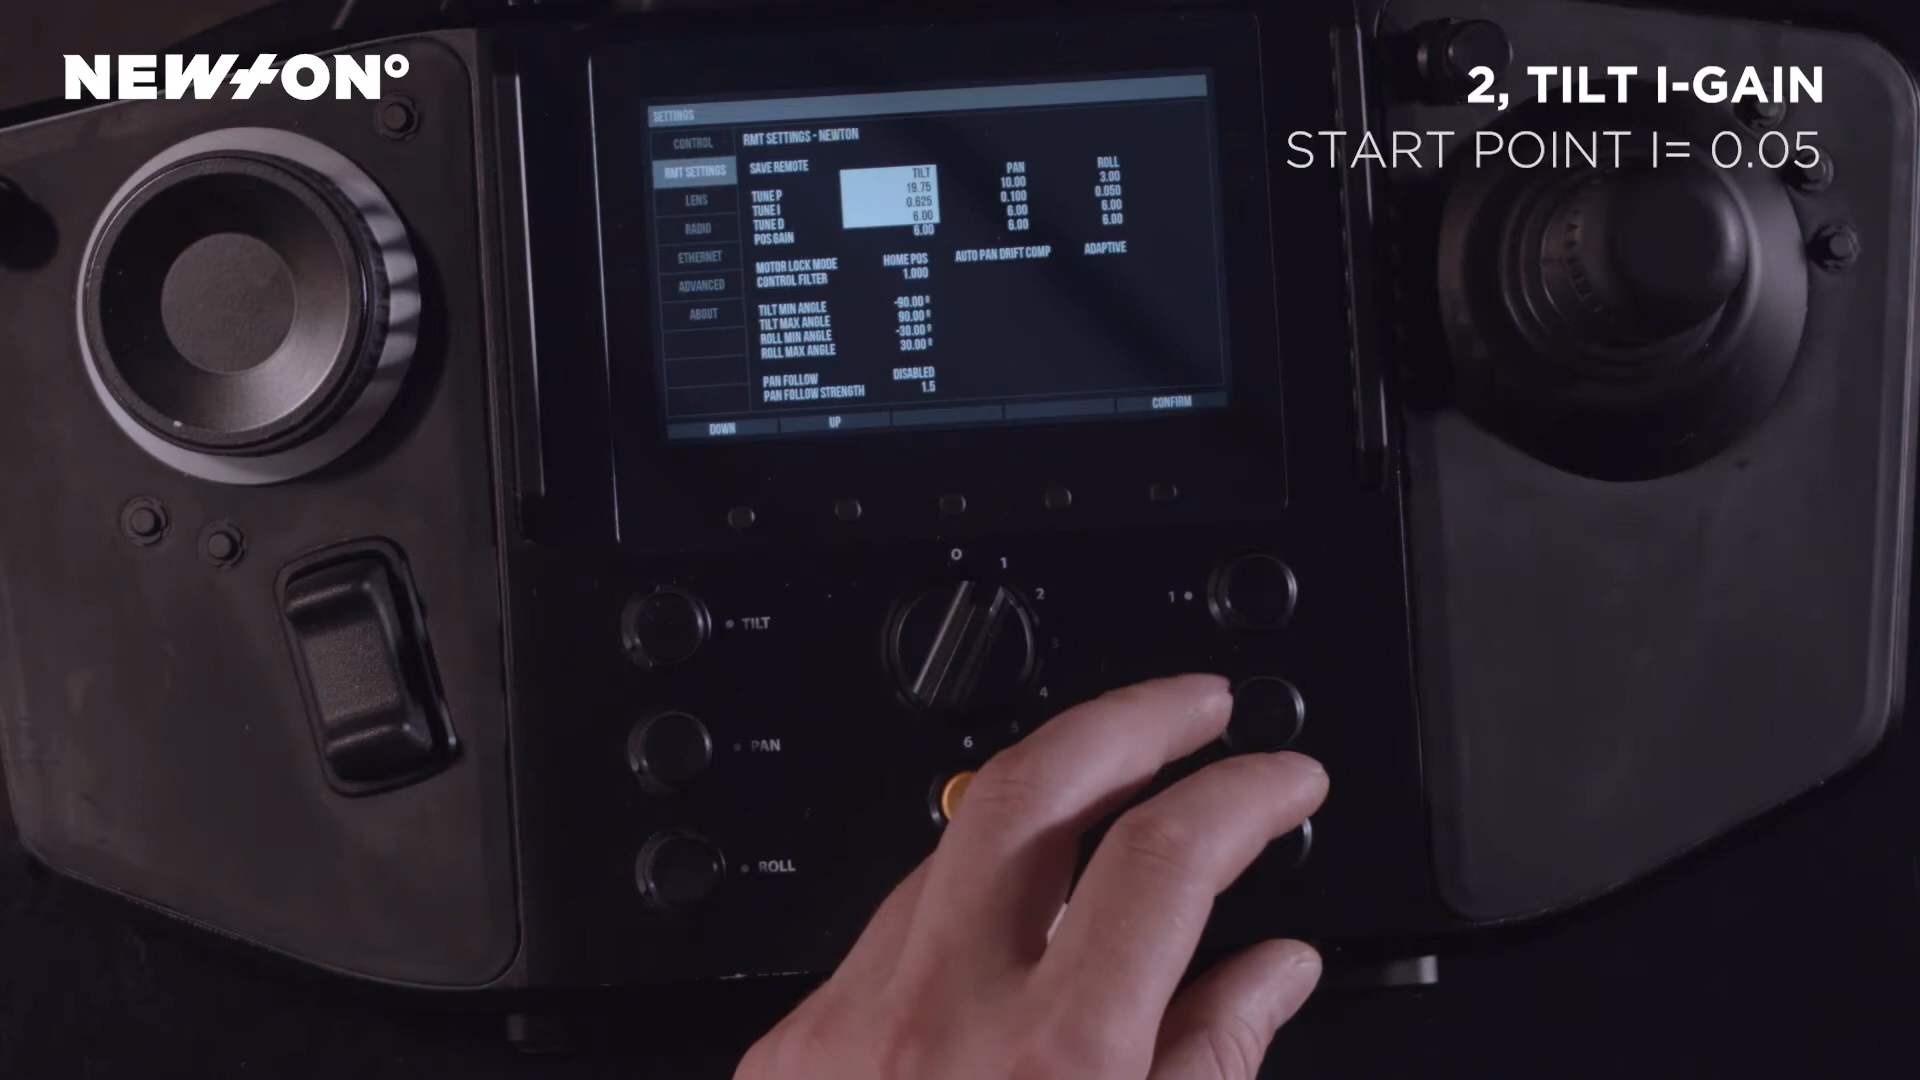 NEWTON°
2, TILT I-GAIN
START POINT I= 0.05
SETTINGS
CONTROL
RMT SETTINGS
LENS
RADIO
ETHERNET
ADVANCED
ABOUT
RMT SETTINGS - NEWTON
SAVE REMOTE
TILT PAN ROLL
TUNE P 19.75 10.00 3.00
TUNE I 0.625 0.100 0.050
TUNE D 6.00 6.00 6.00
POS GAIN 6.00 6.00 6.00
MOTOR LOCK MODE HOME POS AUTO PAN DRIFT COMP ADAPTIVE
CONTROL FILTER 1.000
TILT MIN ANGLE -90.00 º
TILT MAX ANGLE 90.00 º
ROLL MIN ANGLE -30.00 º
ROLL MAX ANGLE 30.00 º
PAN FOLLOW DISABLED
PAN FOLLOW STRENGTH 1.5
DOWN UP CONFIRM
0
1
2
3
4
5
6
1
TILT
PAN
ROLL